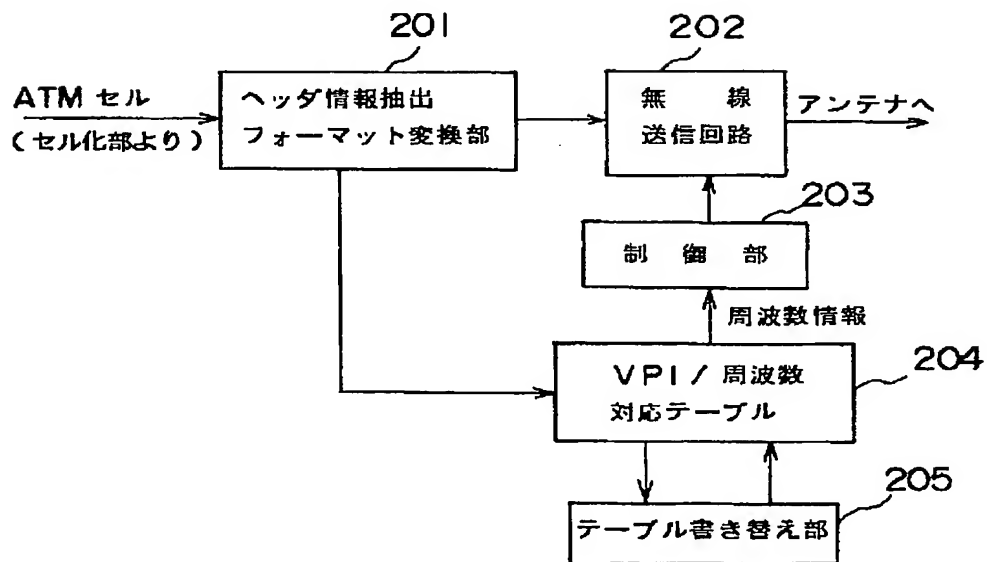 201
202
ATM セル
(セル化部より)
ヘッダ情報抽出
フォーマット変換部
無線
送信回路
アンテナへ
203
制御部
周波数情報
204
VPI/周波数
対応テーブル
205
テーブル書き替え部